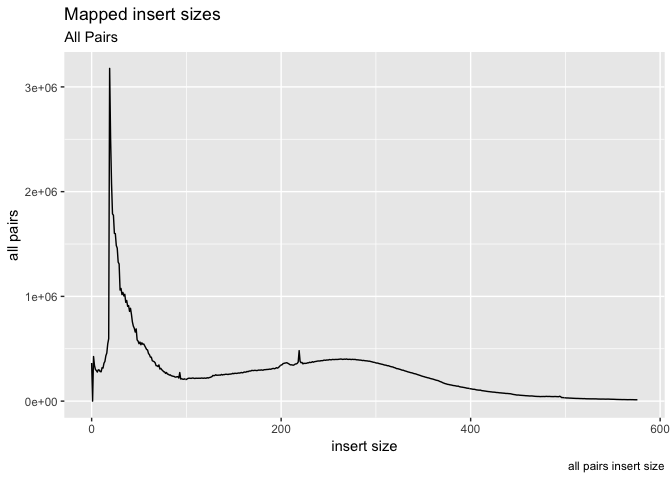 Mapped insert sizes
All Pairs
3e+06
2e+06
1e+06
0e+00
all pairs
0 200 400 600
insert size
all pairs insert size